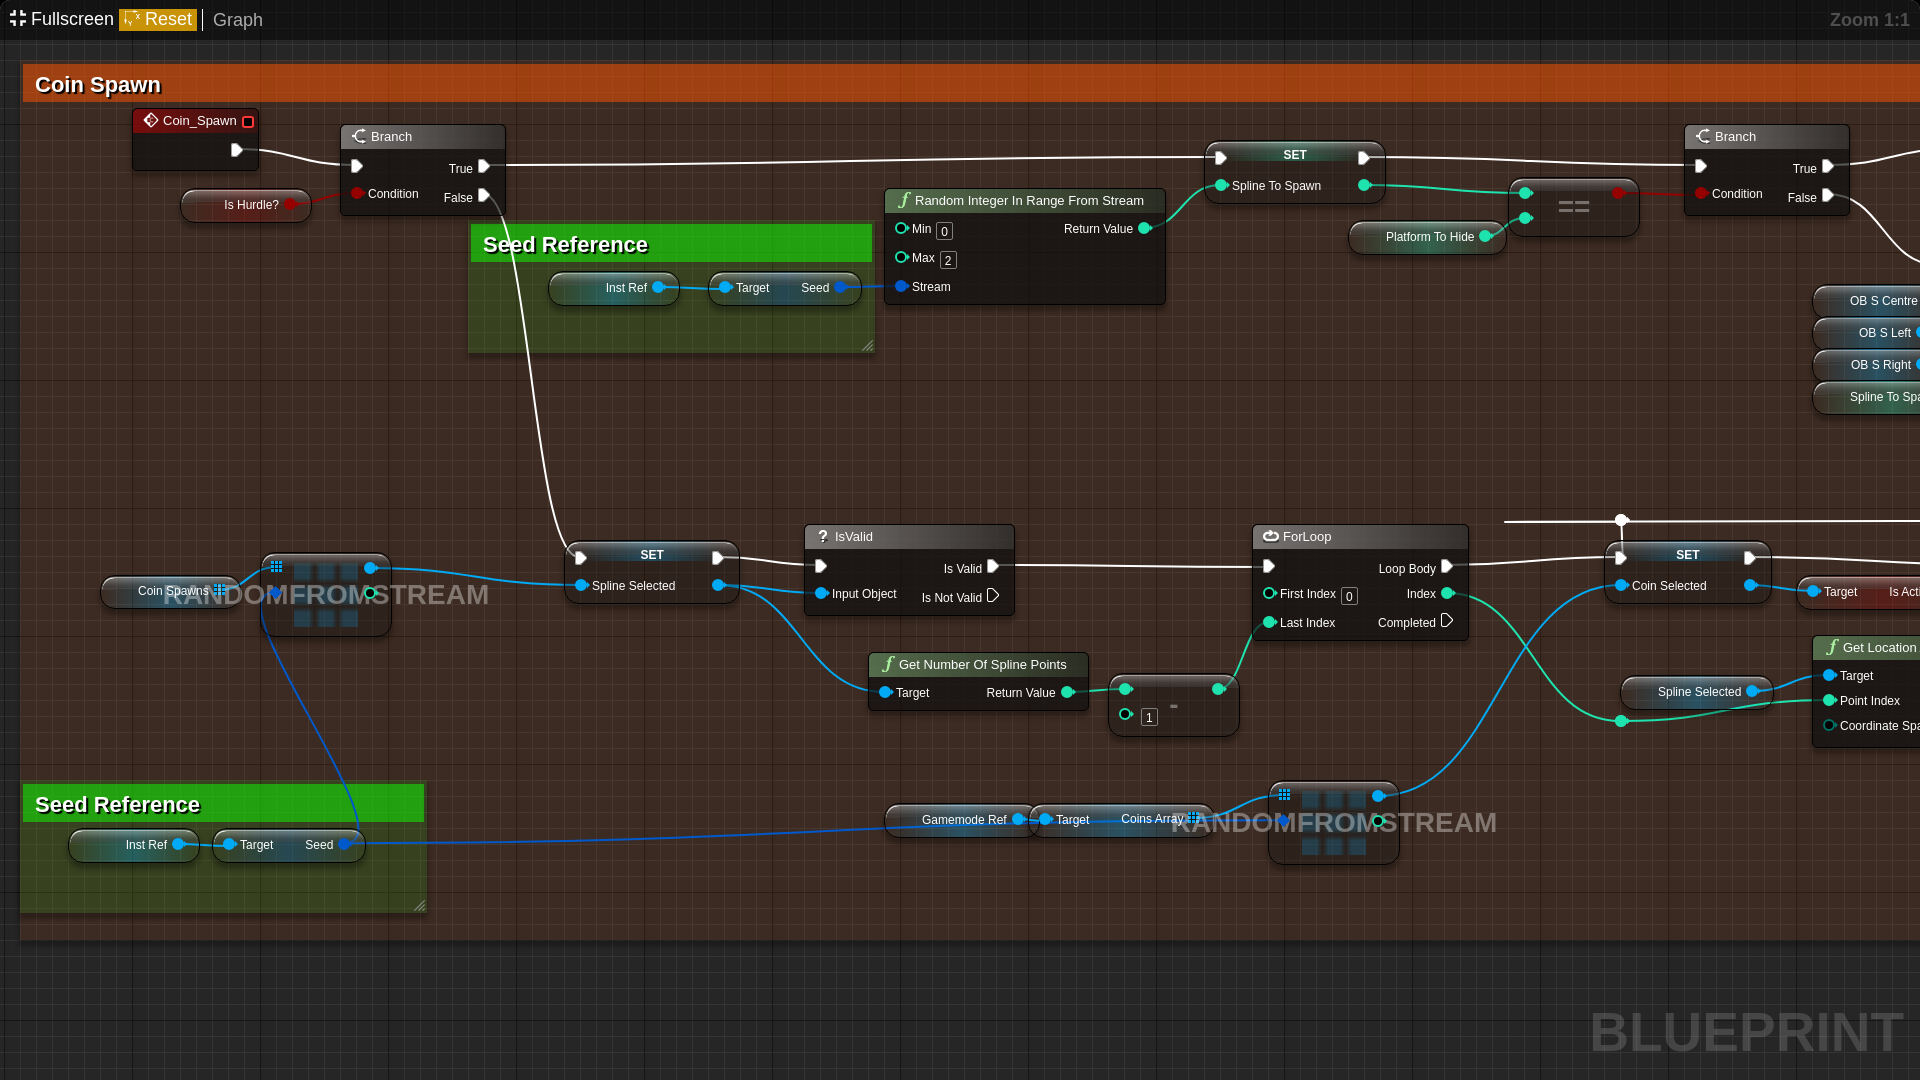 Fullscreen Reset Graph Zoom 1:1
Coin Spawn
Coin_Spawn
Branch
True
Condition
False
Is Hurdle?
Seed Reference
Inst Ref
Target Seed
Random Integer In Range From Stream
Min 0 Return Value
Max 2
Stream
SET
Spline To Spawn
==
Platform To Hide
Branch
True
Condition
False
OB S Centre
OB S Left
OB S Right
Spline To Spa
Coin Spawns
RANDOMFROMSTREAM
SET
Spline Selected
? IsValid
Is Valid
Input Object
Is Not Valid
ForLoop
Loop Body
First Index 0 Index
Last Index Completed
SET
Coin Selected
Target Is Acti
f Get Number Of Spline Points
Target Return Value
-
1
Spline Selected
f Get Location
Target
Point Index
Coordinate Spa
Seed Reference
Inst Ref
Target Seed
Gamemode Ref
Target Coins Array
RANDOMFROMSTREAM
BLUEPRINT